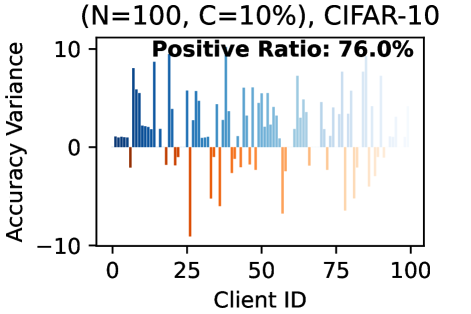 (N=100, C=10%), CIFAR-10
Positive Ratio: 76.0%
Accuracy Variance
10
0
−10
0 25 50 75 100
Client ID